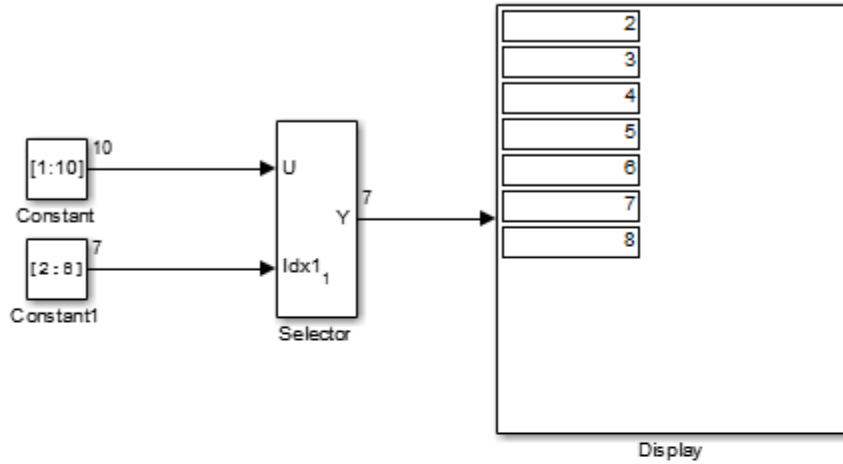 [1:10]
10
Constant
[2:8]
7
Constant1
U
Idx1
1
Y
Selector
7
2
3
4
5
6
7
8
Display